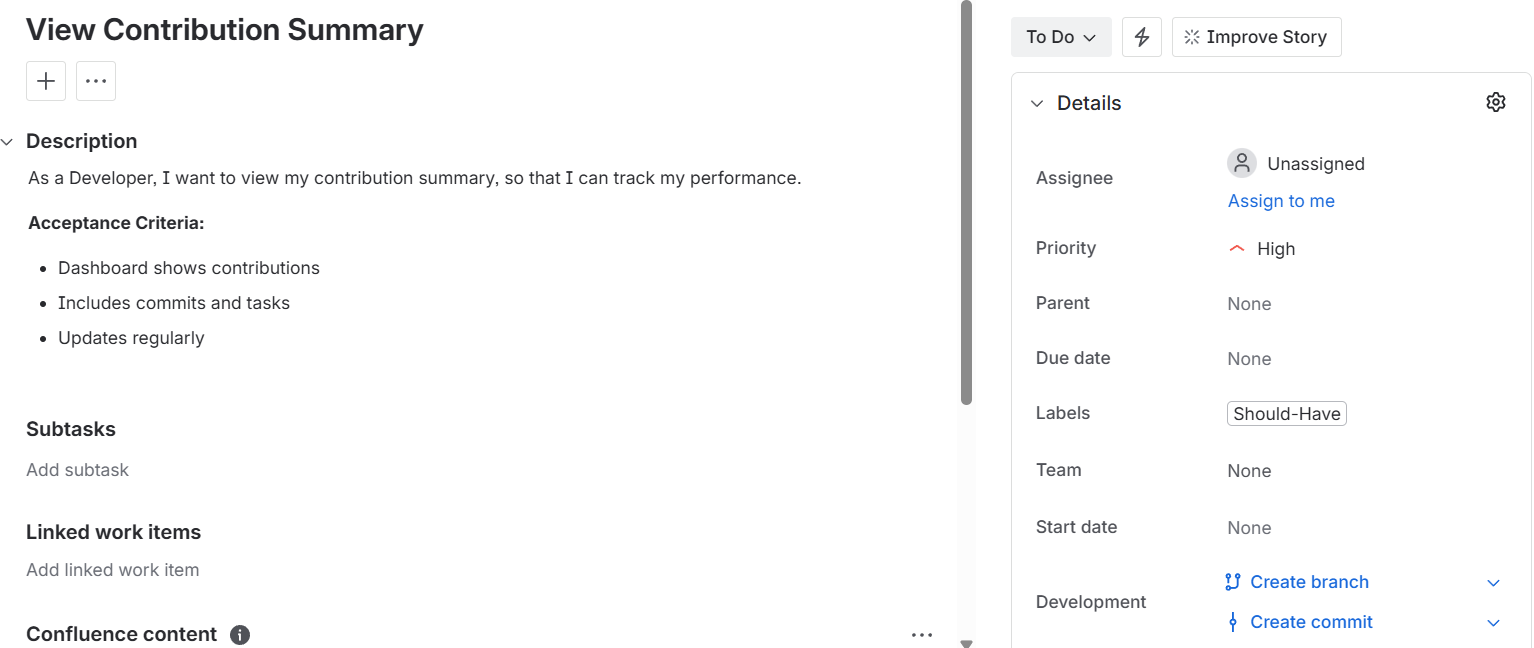 View Contribution Summary
Description
As a Developer, I want to view my contribution summary, so that I can track my performance.
Acceptance Criteria:
Dashboard shows contributions
Includes commits and tasks
Updates regularly
Subtasks
Add subtask
Linked work items
Add linked work item
Confluence content
To Do
Improve Story
Details
Assignee
Unassigned
Assign to me
Priority
High
Parent
None
Due date
None
Labels
Should-Have
Team
None
Start date
None
Development
Create branch
Create commit